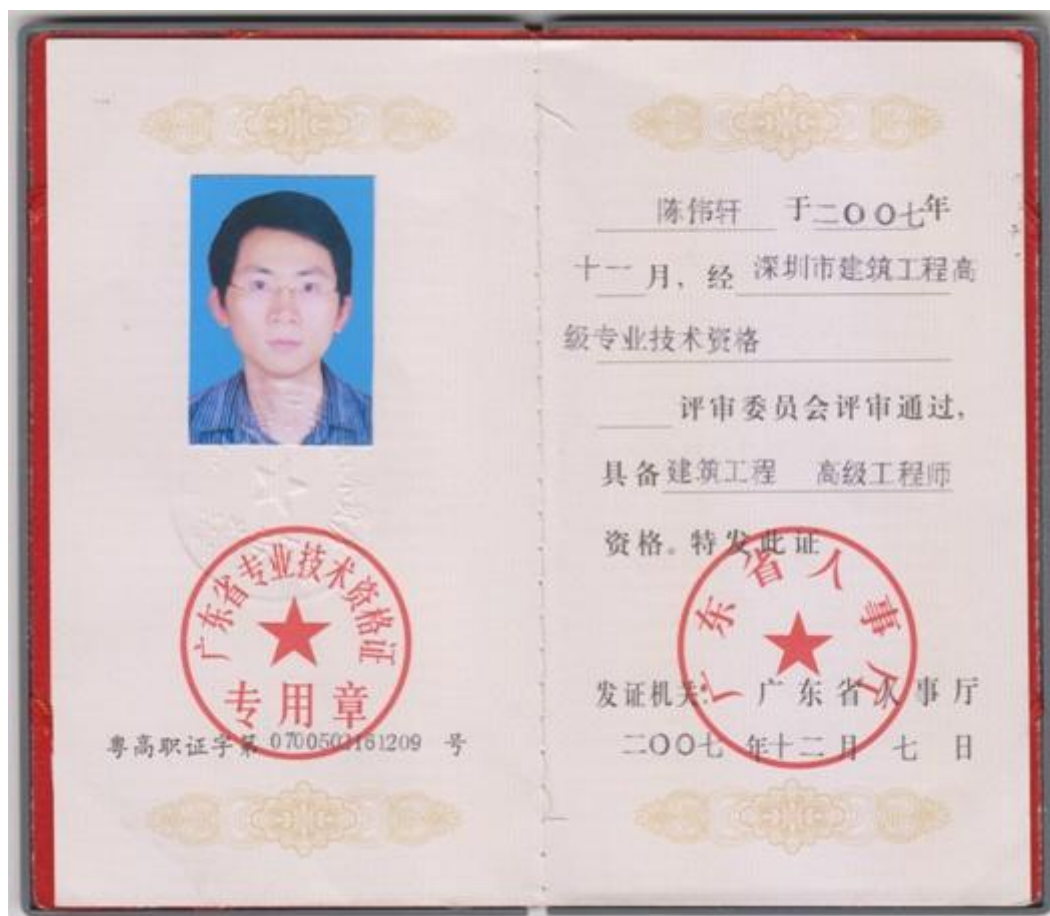 广东省专业技术资格证
专用章
粤高职证字第 0700502161209 号
陈伟轩 于二〇〇七年
十一月，经 深圳市建筑工程高
级专业技术资格
评审委员会评审通过，
具备 建筑工程 高级工程师
资格。特发此证
广东省人事厅
发证机关： 广东省人事厅
二〇〇七 年十二月 七 日